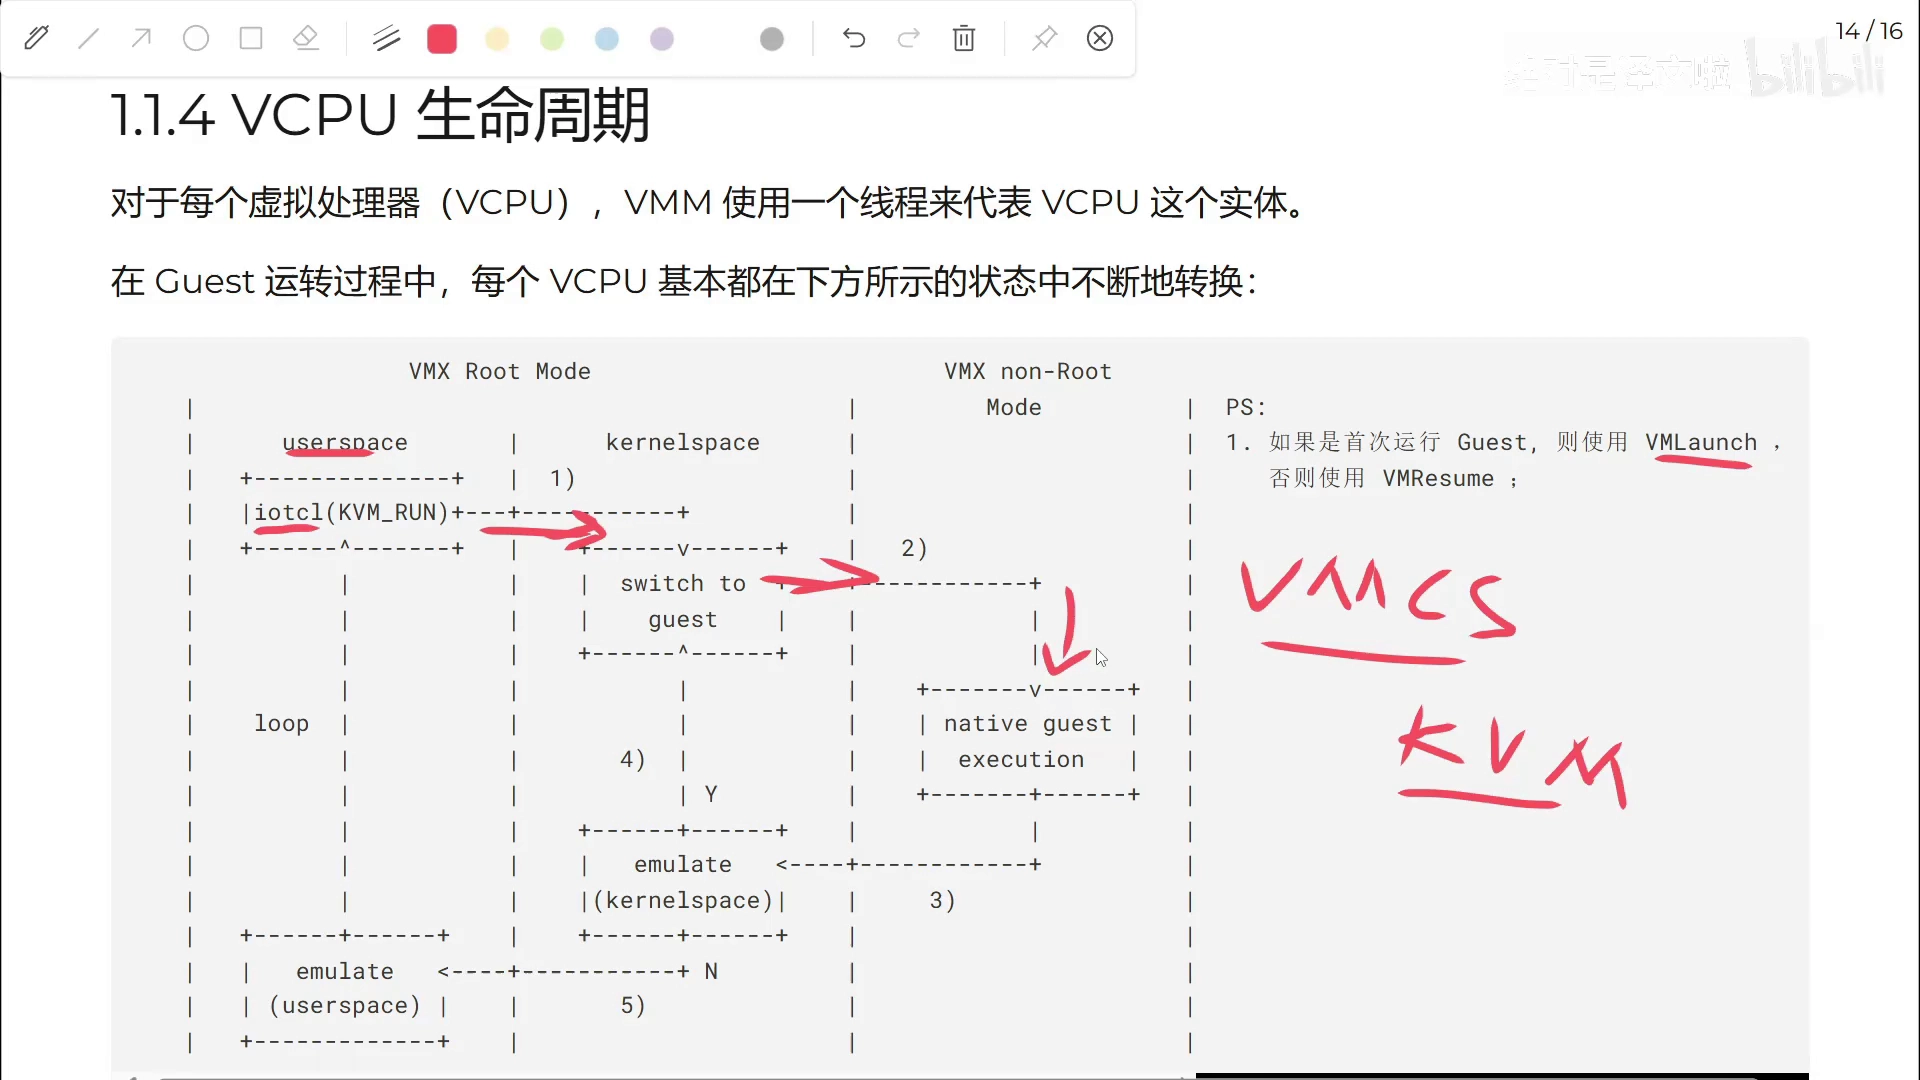 14 / 16
bilibili
1.1.4 VCPU 生命周期
对于每个虚拟处理器（VCPU），VMM 使用一个线程来代表 VCPU 这个实体。
在 Guest 运转过程中，每个 VCPU 基本都在下方所示的状态中不断地转换：
VMX Root Mode VMX non-Root
| | Mode | PS:
| userspace | kernelspace | | 1. 如果是首次运行 Guest, 则使用 VMLaunch ，
| +--------------+ | 1) | | 否则使用 VMResume ；
| |iotcl(KVM_RUN)+---+-----------+ | |
| +------^-------+ | +------v------+ | 2) |
| | | | switch to +----+-----------+ |
| | | | guest | | | |
| | | +------^------+ | | |
| | | | | +-------v------+ |
| loop | | | | | native guest | |
| | | 4) | | | execution | |
| | | | Y | +-------+------+ |
| | | +------+------+ | | |
| | | | emulate <----+------------+ |
| | | |(kernelspace)| | 3) |
| +------+------+ | +------+------+ | |
| | emulate <----+-----------+ N | |
| | (userspace) | | 5) | |
| +-------------+ | | |
VMCS
KVM